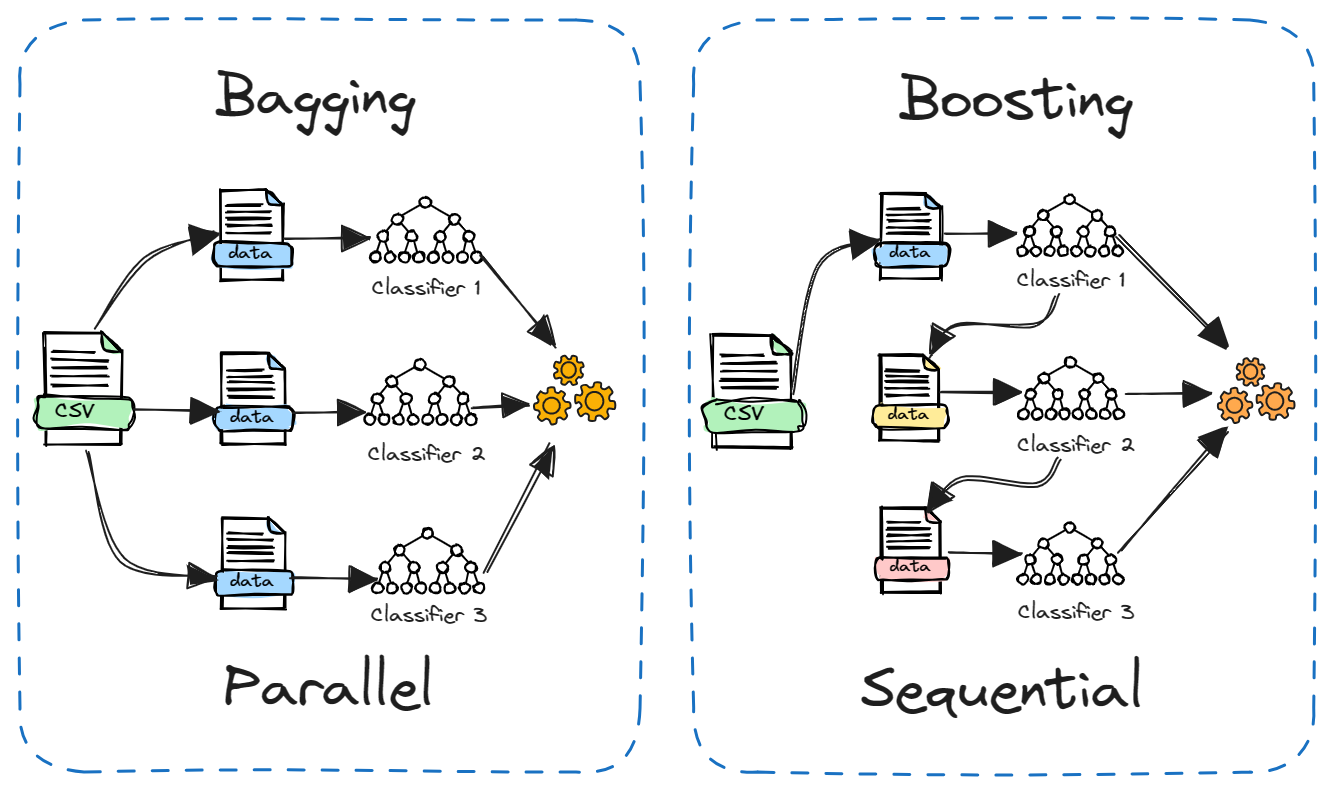 Bagging
data
Classifier 1
CSV
data
Classifier 2
data
Classifier 3
Parallel
Boosting
data
Classifier 1
CSV
data
Classifier 2
data
Classifier 3
Sequential